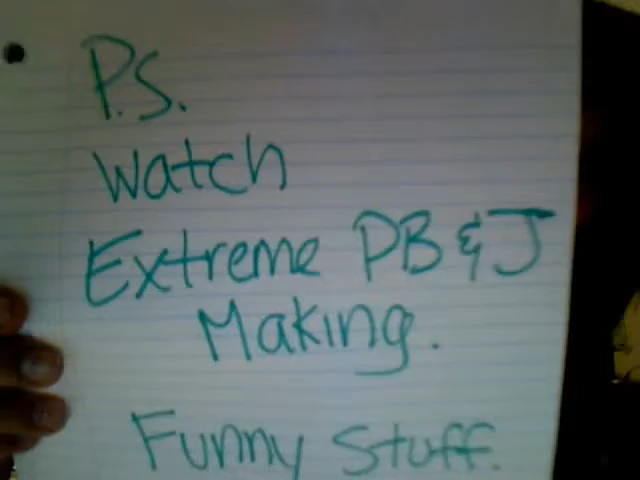 P.S.
Watch
Extreme PB & J
Making.
Funny Stuff.